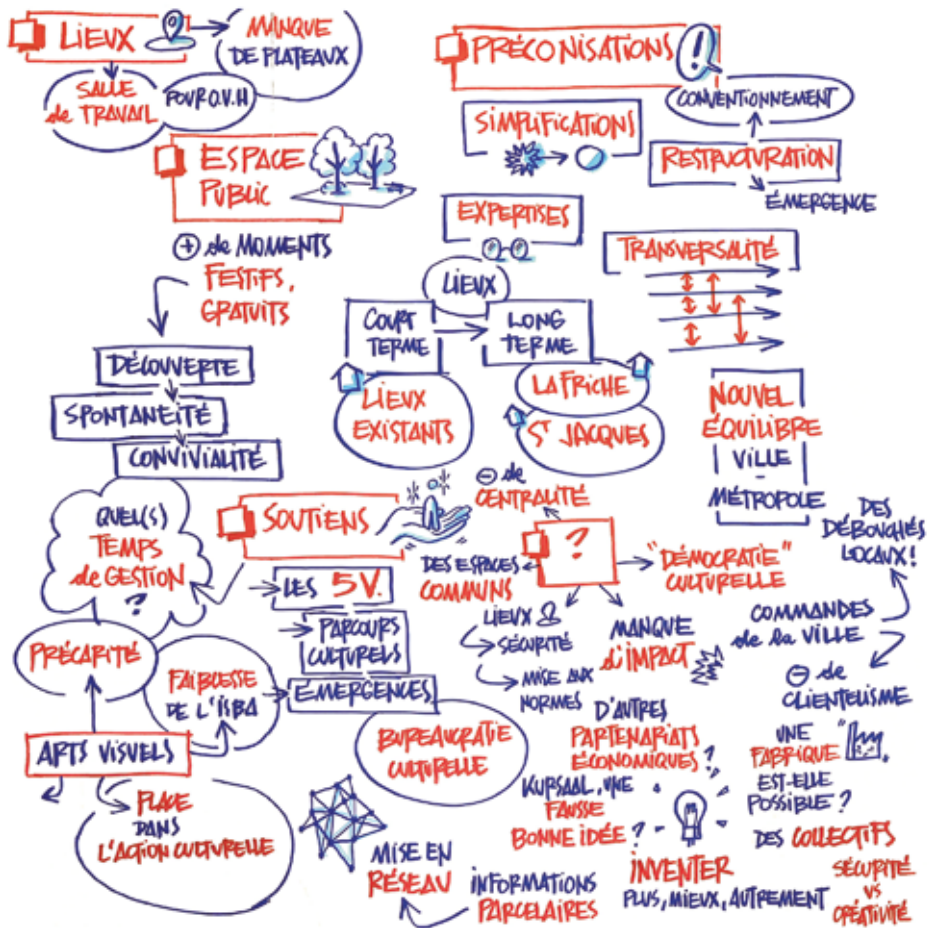 LIEUX
MANQUE
DE PLATEAUX
SALLE
de TRAVAIL
POUR O.V.H
ESPACE
PUBLIC
+ de MOMENTS
FESTIFS,
GRATUITS
DÉCOUVERTE
SPONTANEITÉ
CONVIVIALITÉ
PRÉCONISATIONS
!
CONVENTIONNEMENT
SIMPLIFICATIONS
RESTRUCTURATION
ÉMERGENCE
EXPERTISES
LIEUX
COURT
TERME
LONG
TERME
LIEUX
EXISTANTS
LA FRICHE
ST JACQUES
TRANSVERSALITÉ
NOUVEL
ÉQUILIBRE
VILLE
-
MÉTROPOLE
QUEL(S)
TEMPS
de GESTION
?
SOUTIENS
LES 5V.
PARCOURS
CULTURELS
ÉMERGENCES
PRÉCARITÉ
FAIBLESSE
DE L'ISBA
ARTS VISUELS
PLACE
DANS
L'ACTION CULTURELLE
BUREAUCRATIE
CULTURELLE
- de
CENTRALITÉ
?
DES ESPACES
COMMUNS
"DÉMOCRATIE"
CULTURELLE
LIEUX
SÉCURITÉ
MISE AUX
NORMES
MANQUE
d'IMPACT
DES
DÉBOUCHÉS
LOCAUX!
COMMANDES
de la VILLE
- de
CLIENTELISME
D'AUTRES
PARTENARIATS
ÉCONOMIQUES?
KURSAAL, UNE
FAUSSE
BONNE IDÉE?
UNE
FABRIQUE
EST-ELLE
POSSIBLE?
DES COLLECTIFS
SÉCURITÉ
VS
CRÉATIVITÉ
INVENTER
PLUS, MIEUX, AUTREMENT
MISE EN
RÉSEAU
INFORMATIONS
PARCELAIRES